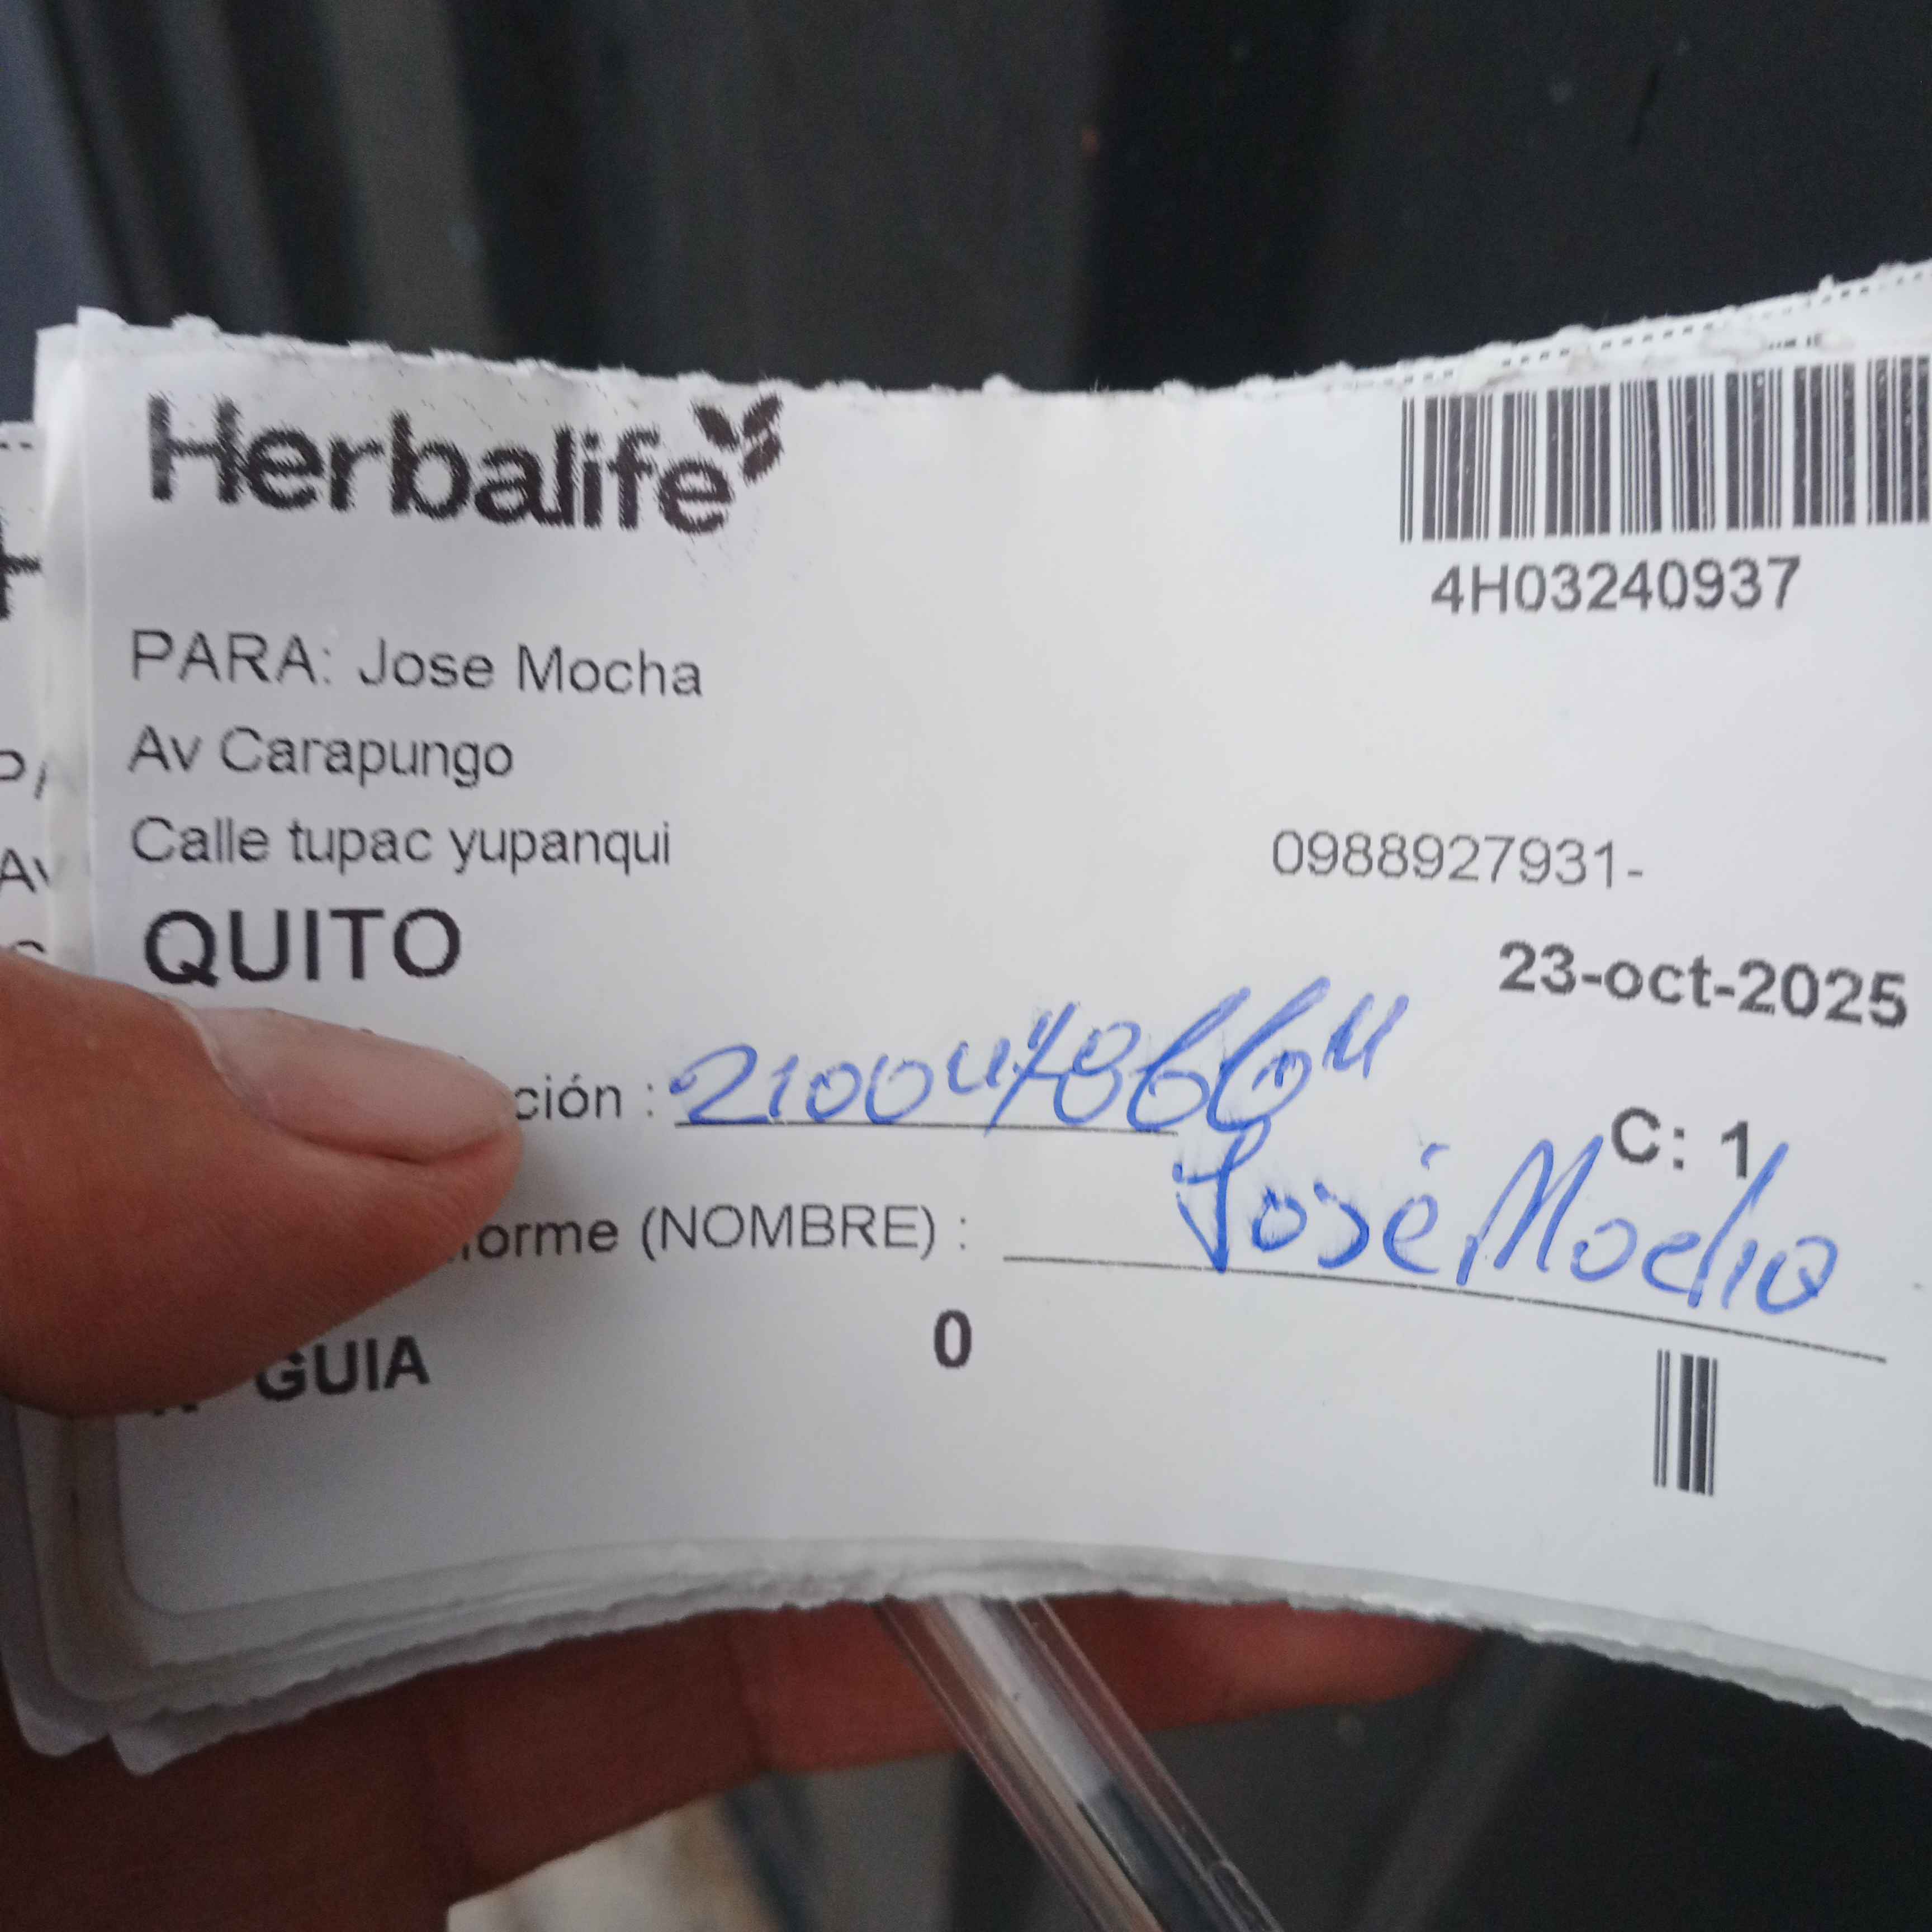 Herbalife
4H03240937
PARA: Jose Mocha
Av Carapungo
Calle tupac yupanqui
0988927931-
QUITO
23-oct-2025
ción :
C: 1
orme (NOMBRE) : José Mocha
GUIA 0